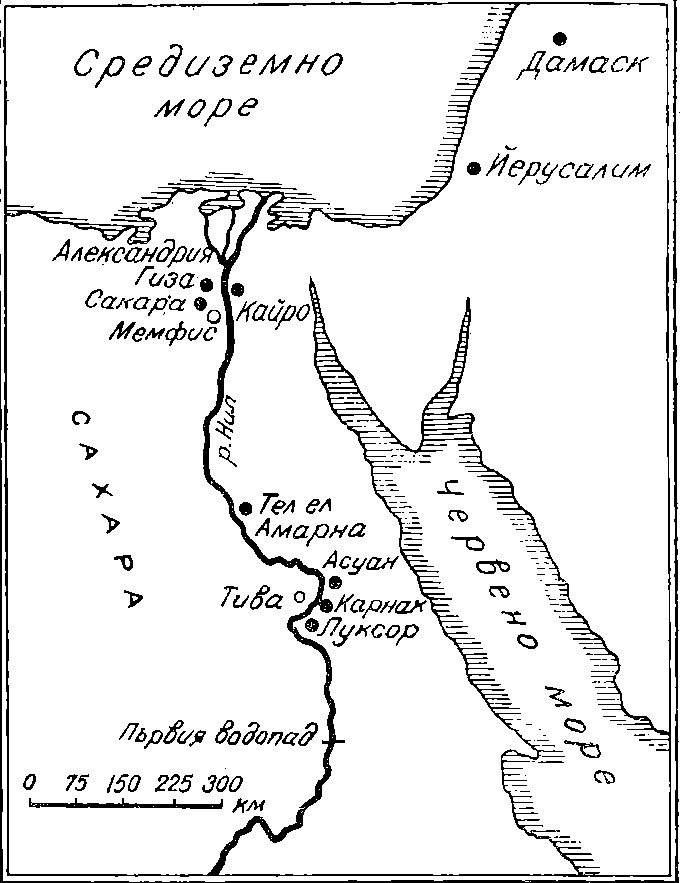 Средиземно
море
Дамаск
Йерусалим
Александрия
Гиза
Сакара
Кайро
Мемфис
р. Нил
САХАРА
Тел ел
Амарна
Асуан
Тива
Карнак
Луксор
Червено море
Първия водопад
0 75 150 225 300
км